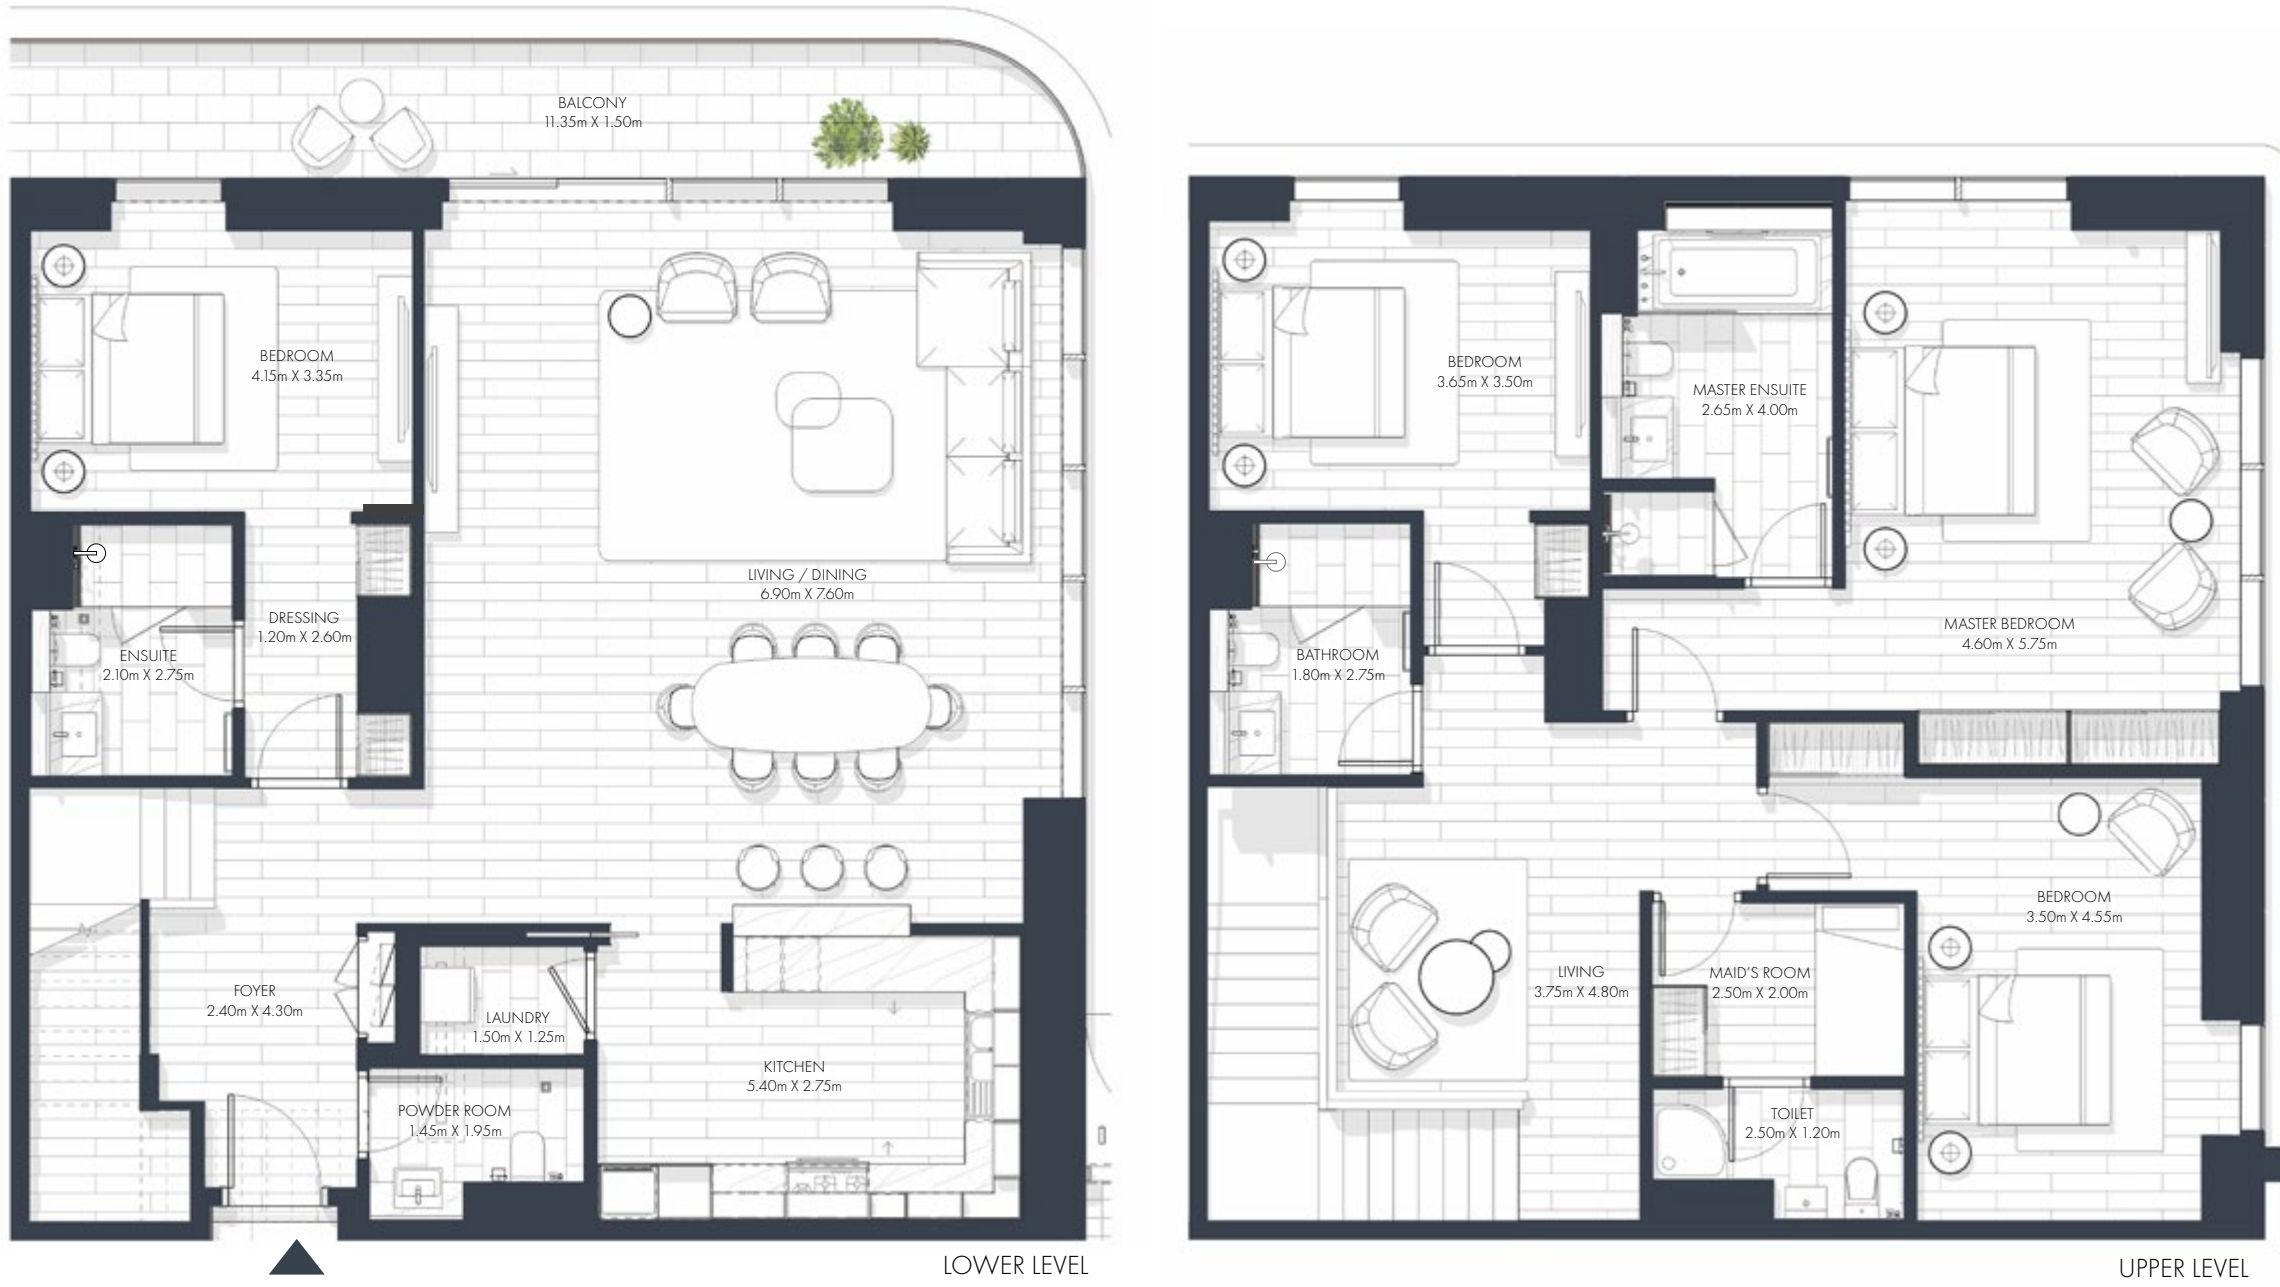 BALCONY
11.35m X 1.50m
BEDROOM
4.15m X 3.35m
LIVING / DINING
6.90m X 7.60m
DRESSING
1.20m X 2.60m
ENSUITE
2.10m X 2.75m
FOYER
2.40m X 4.30m
LAUNDRY
1.50m X 1.25m
KITCHEN
5.40m X 2.75m
POWDER ROOM
1.45m X 1.95m
LOWER LEVEL
BEDROOM
3.65m X 3.50m
MASTER ENSUITE
2.65m X 4.00m
MASTER BEDROOM
4.60m X 5.75m
BATHROOM
1.80m X 2.75m
BEDROOM
3.50m X 4.55m
LIVING
3.75m X 4.80m
MAID'S ROOM
2.50m X 2.00m
TOILET
2.50m X 1.20m
UPPER LEVEL